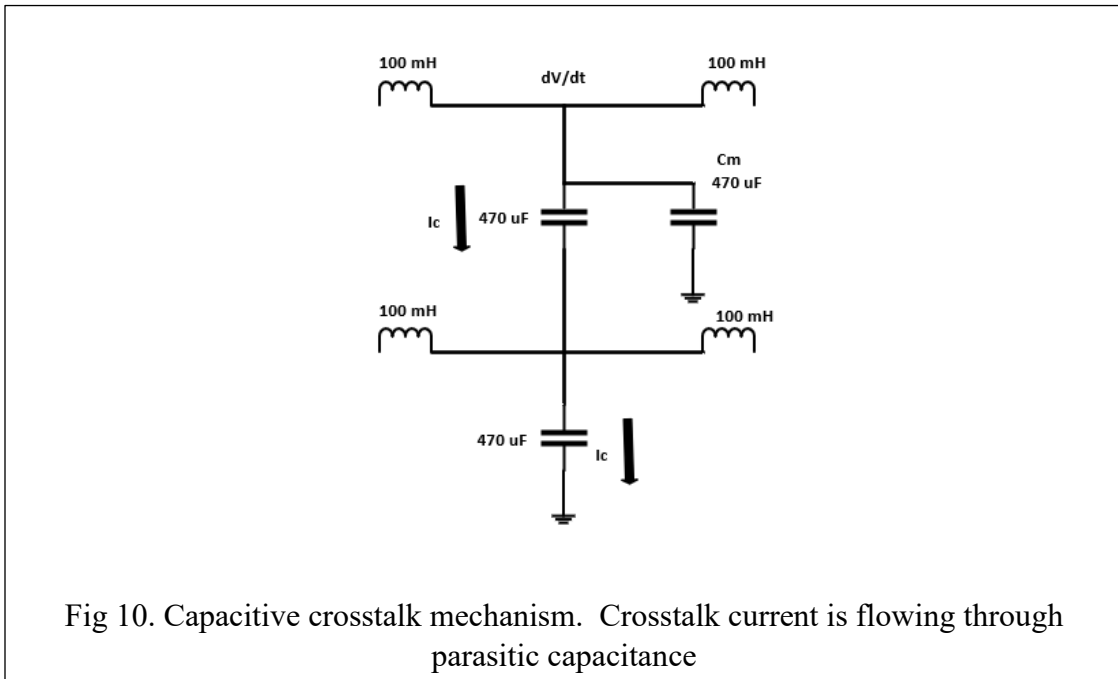 100 mH
dV/dt
100 mH
Cm
470 uF
Ic
470 uF
100 mH
100 mH
470 uF
Ic
Fig 10. Capacitive crosstalk mechanism.  Crosstalk current is flowing through
parasitic capacitance